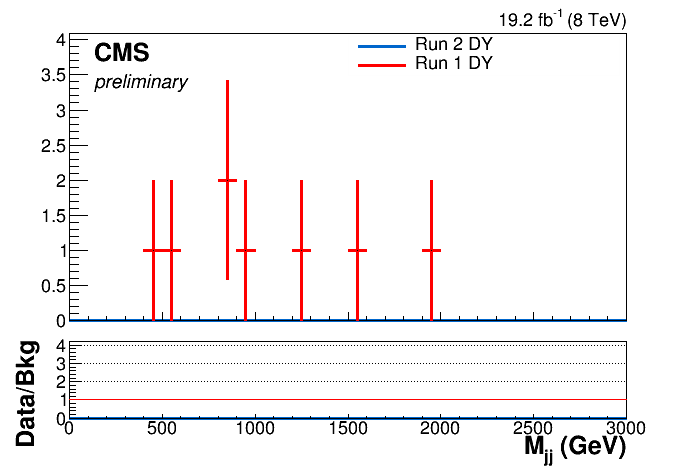 19.2 fb⁻¹ (8 TeV)
CMS
preliminary
Run 2 DY
Run 1 DY
4
3.5
3
2.5
2
1.5
1
0.5
0
Data/Bkg
4
3
2
1
0
0 500 1000 1500 2000 2500 3000
M_jj (GeV)